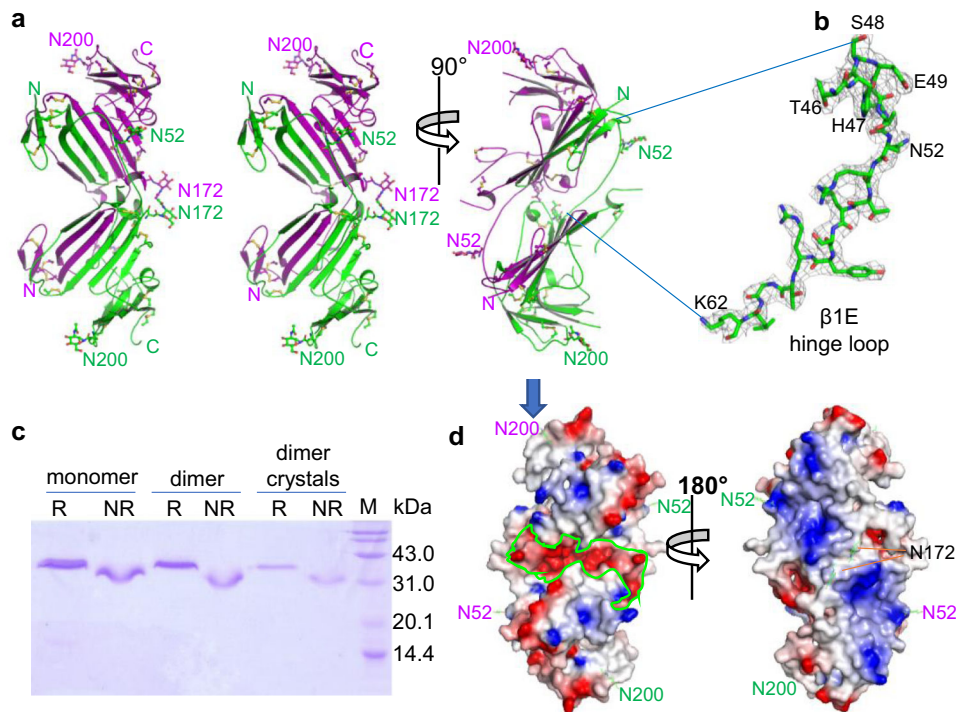 a
N200
C
N
N52
N172
N172
N
C
N200
N200
C
N
N52
N172
N172
N
C
N200
90°
N200
N
N52
N52
N
N200
b
S48
E49
T46
H47
N52
K62
β1E
hinge loop
c
monomer
dimer
dimer
crystals
R NR R NR R NR M kDa
43.0
31.0
20.1
14.4
d
N200
N52
N52
N200
180°
N52
N172
N52
N200